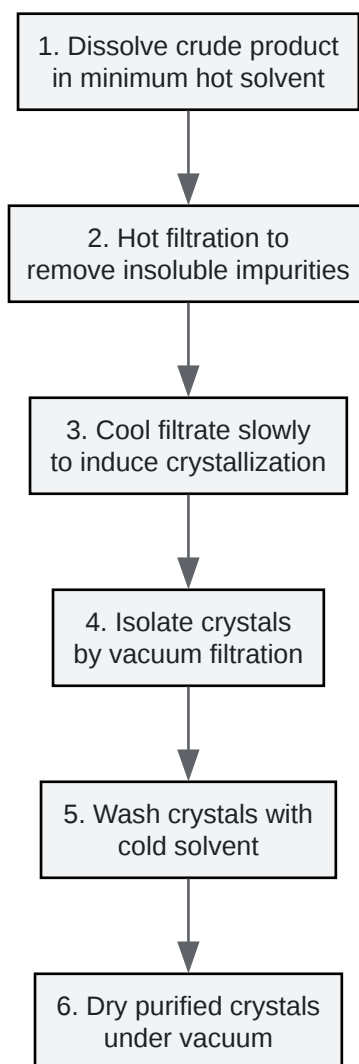 1. Dissolve crude product
in minimum hot solvent
2. Hot filtration to
remove insoluble impurities
3. Cool filtrate slowly
to induce crystallization
4. Isolate crystals
by vacuum filtration
5. Wash crystals with
cold solvent
6. Dry purified crystals
under vacuum